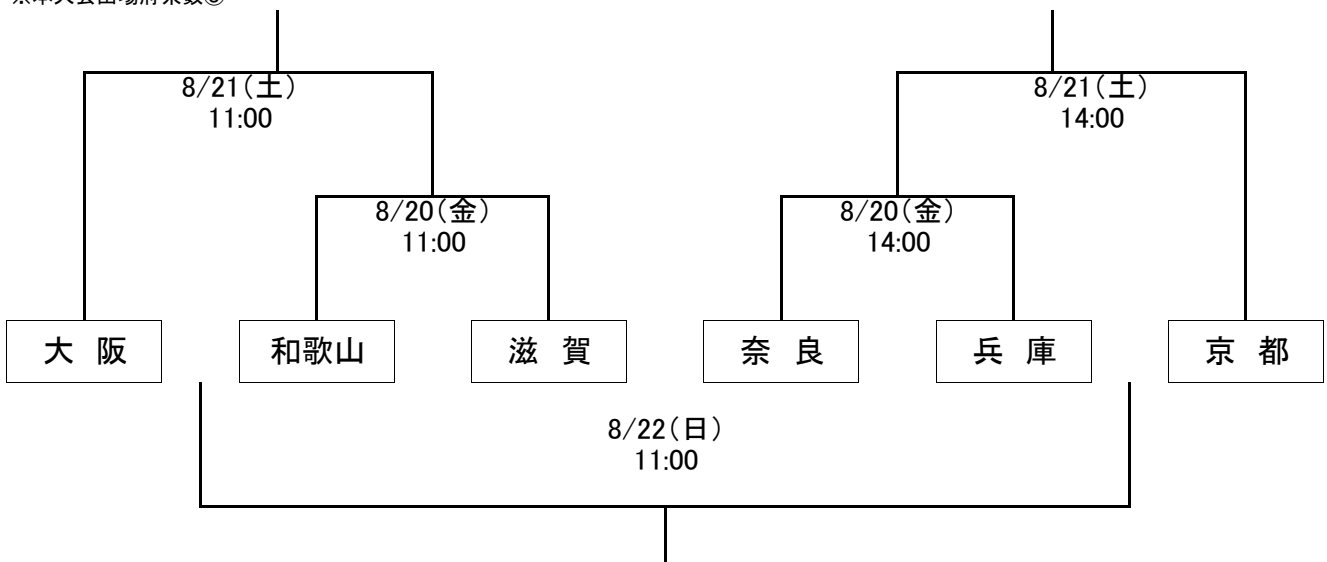 8/21(土)
11:00
8/21(土)
14:00
8/20(金)
11:00
8/20(金)
14:00
大 阪
和歌山
滋 賀
奈 良
兵 庫
京 都
8/22(日)
11:00